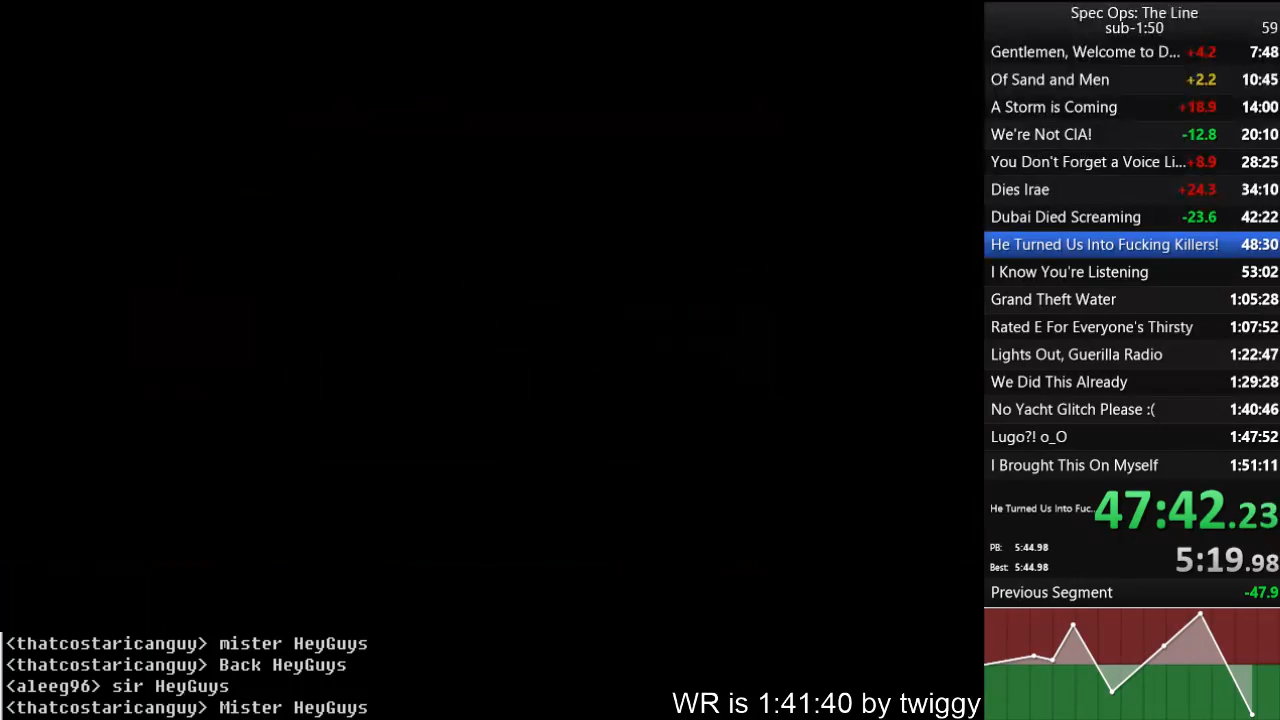 Spec Ops: The Line
sub-1:50 59
Gentlemen, Welcome to D... +4.2 7:48
Of Sand and Men +2.2 10:45
A Storm is Coming +18.9 14:00
We're Not CIA! -12.8 20:10
You Don't Forget a Voice Li... +8.9 28:25
Dies Irae +24.3 34:10
Dubai Died Screaming -23.6 42:22
He Turned Us Into Fucking Killers! 48:30
I Know You're Listening 53:02
Grand Theft Water 1:05:28
Rated E For Everyone's Thirsty 1:07:52
Lights Out, Guerilla Radio 1:22:47
We Did This Already 1:29:28
No Yacht Glitch Please :( 1:40:46
Lugo?! o_O 1:47:52
I Brought This On Myself 1:51:11
He Turned Us Into Fuc... 47:42.23
PB: 5:44.98
Best: 5:44.98
5:19.98
Previous Segment -47.9
<thatcostaricanguy> mister HeyGuys
<thatcostaricanguy> Back HeyGuys
<aleeg96> sir HeyGuys
<thatcostaricanguy> Mister HeyGuys
WR is 1:41:40 by twiggy